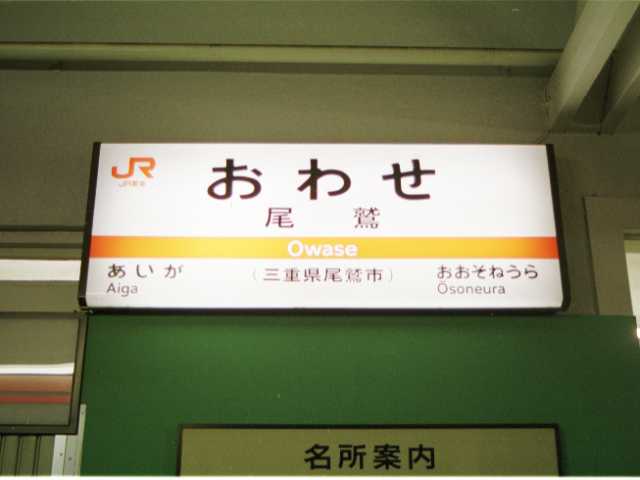 JR
JR東海
おわせ
尾鷲
Owase
あいが
Aiga
(三重県尾鷲市)
おおそねうら
Ōsoneura
名所案内